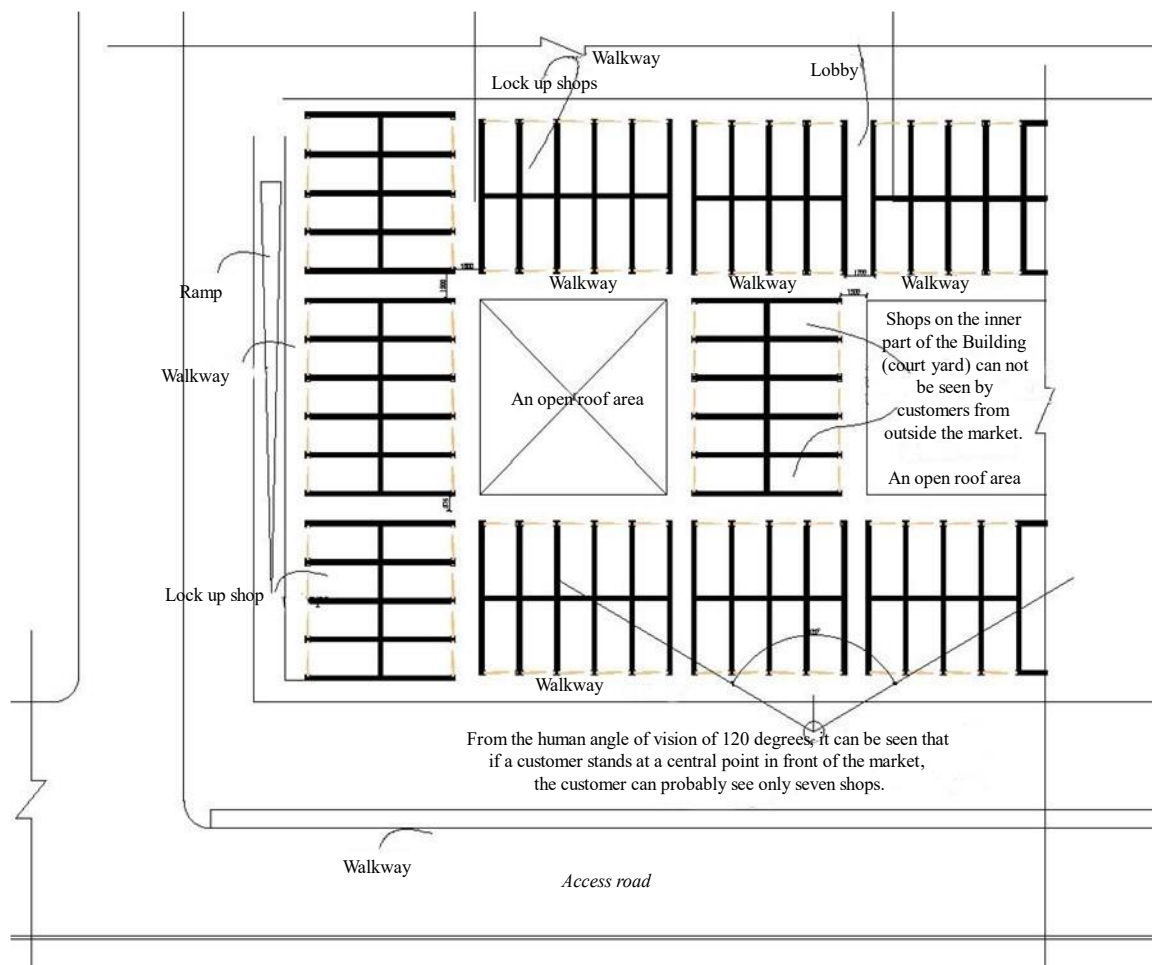 Walkway
Lock up shops
Lobby
1800
1800
1700
1500
Walkway
Walkway
Walkway
Ramp
Walkway
An open roof area
Shops on the inner
part of the Building
(court yard) can not
be seen by
customers from
outside the market.
An open roof area
Lock up shop
Walkway
From the human angle of vision of 120 degrees, it can be seen that
if a customer stands at a central point in front of the market,
the customer can probably see only seven shops.
Walkway
Access road